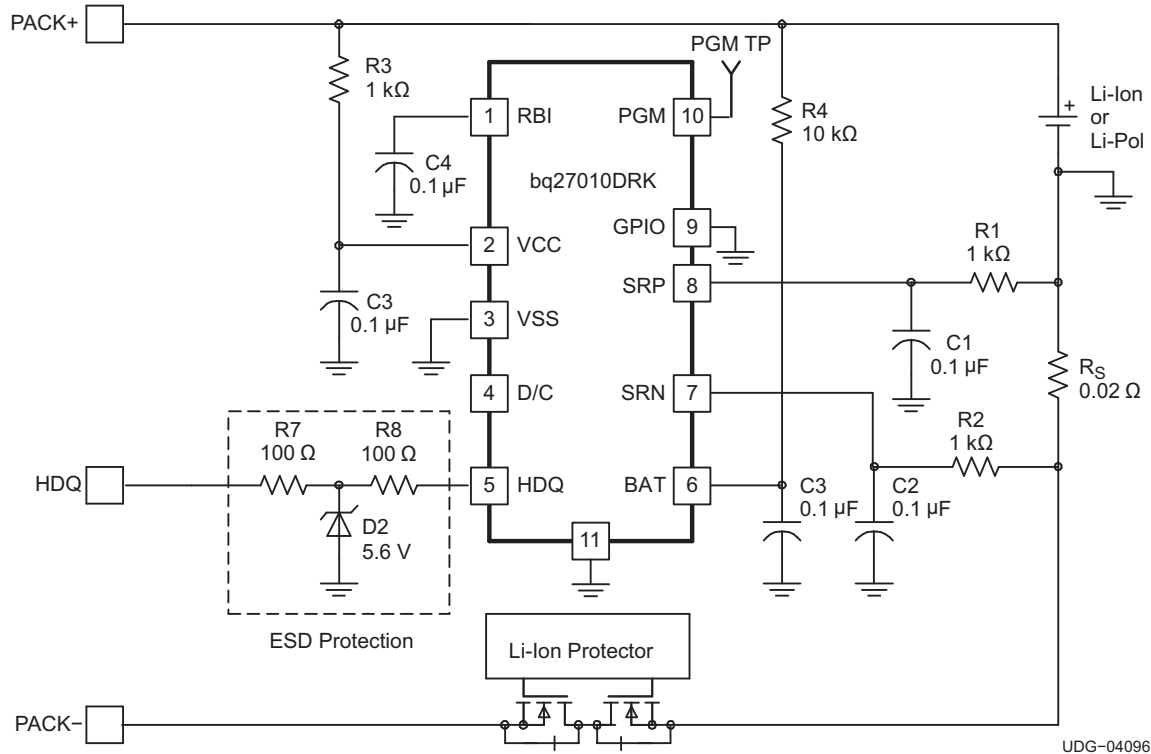 PACK+
R3
1 kΩ
1
RBI
C4
0.1 µF
2
VCC
C3
0.1 µF
3
VSS
4
D/C
5
HDQ
bq27010DRK
PGM TP
PGM
10
GPIO
9
SRP
8
SRN
7
BAT
6
11
R4
10 kΩ
+
Li-Ion
or
Li-Pol
R1
1 kΩ
C1
0.1 µF
RS
0.02 Ω
R2
1 kΩ
C3
0.1 µF
C2
0.1 µF
HDQ
R7
100 Ω
R8
100 Ω
D2
5.6 V
ESD Protection
Li-Ion Protector
PACK−
UDG−04096